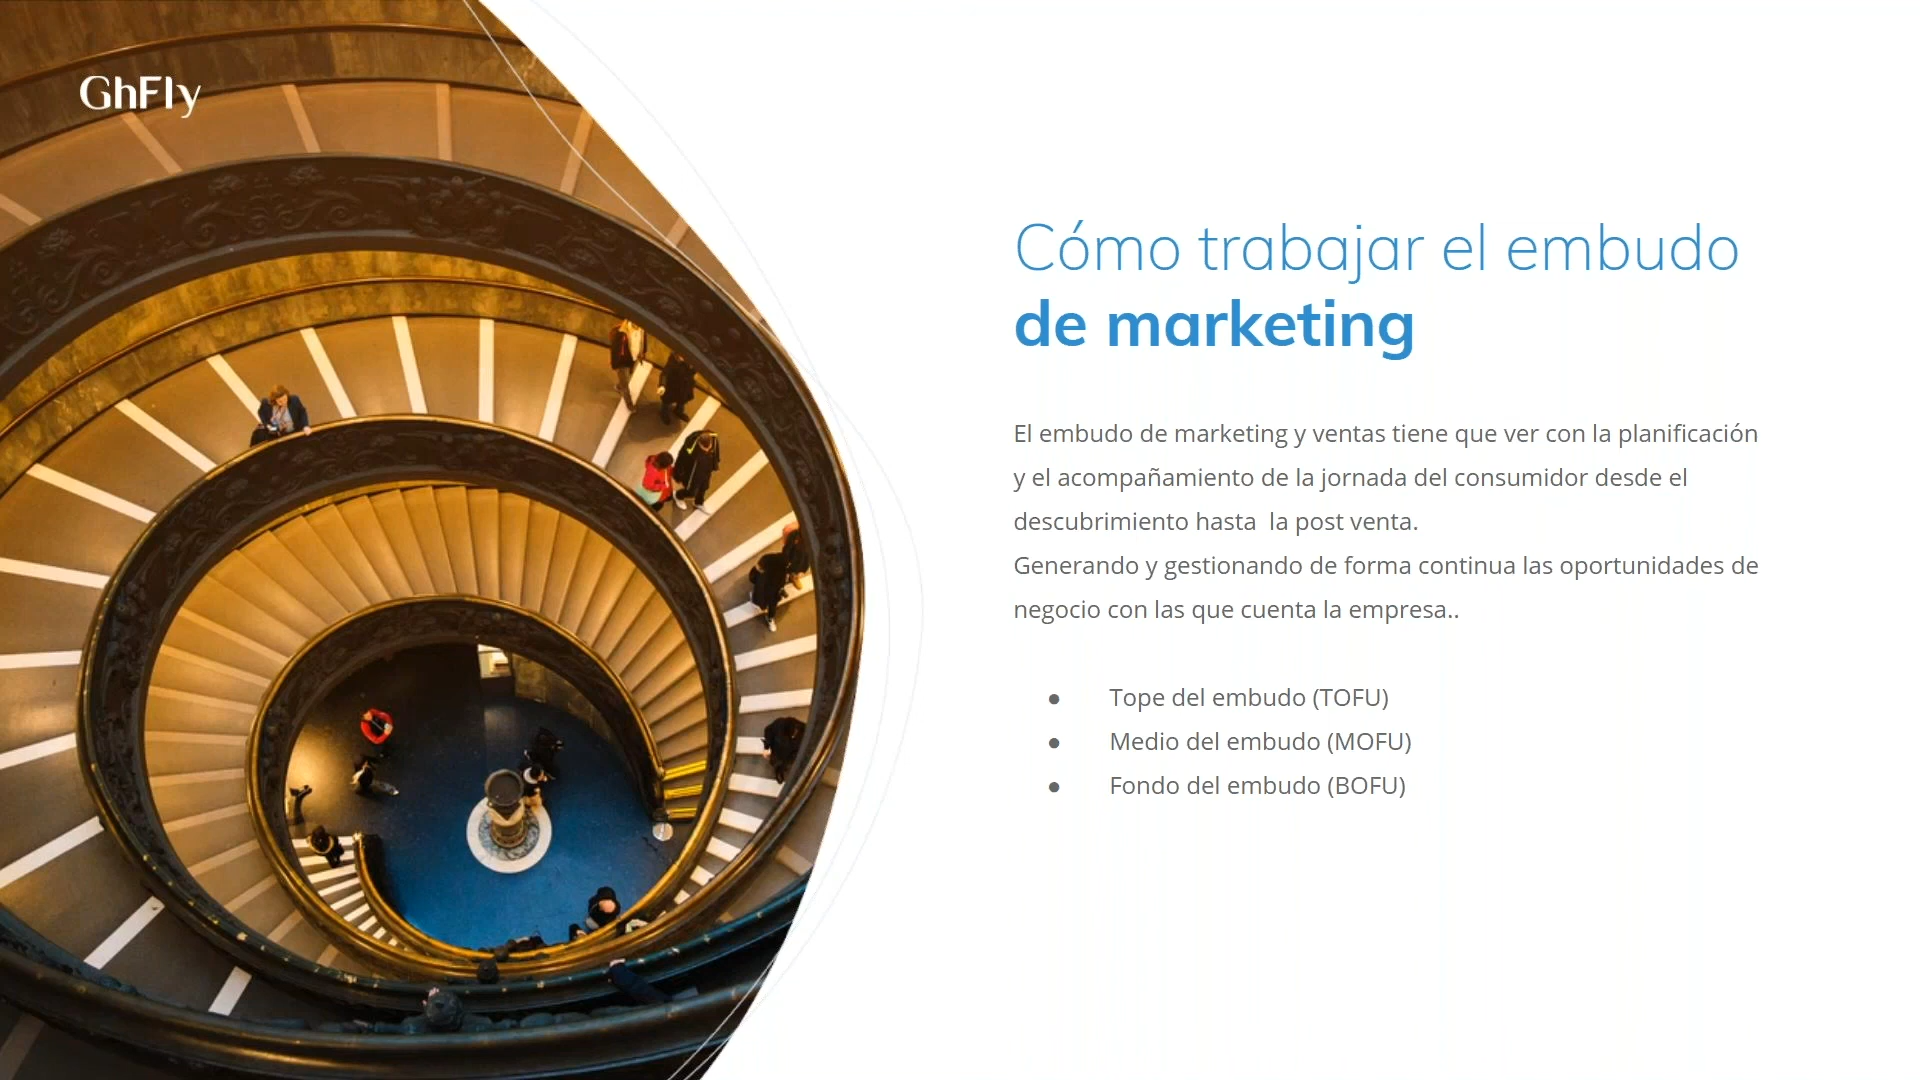 GhFly
Cómo trabajar el embudo
de marketing
El embudo de marketing y ventas tiene que ver con la planificación
y el acompañamiento de la jornada del consumidor desde el
descubrimiento hasta  la post venta.
Generando y gestionando de forma continua las oportunidades de
negocio con las que cuenta la empresa..
● Tope del embudo (TOFU)
● Medio del embudo (MOFU)
● Fondo del embudo (BOFU)